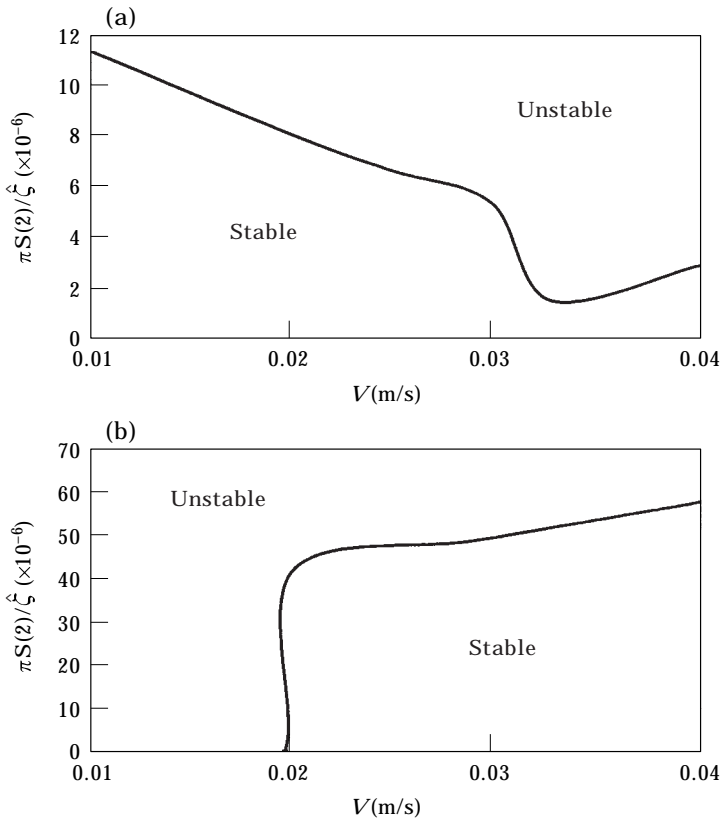 (a)
12
10
8
6
4
2
0
πS(2)/ζ̂ (×10⁻⁶)
Unstable
Stable
0.01 0.02 0.03 0.04
V(m/s)
(b)
70
60
50
40
30
20
10
0
πS(2)/ζ̂ (×10⁻⁶)
Unstable
Stable
0.01 0.02 0.03 0.04
V(m/s)